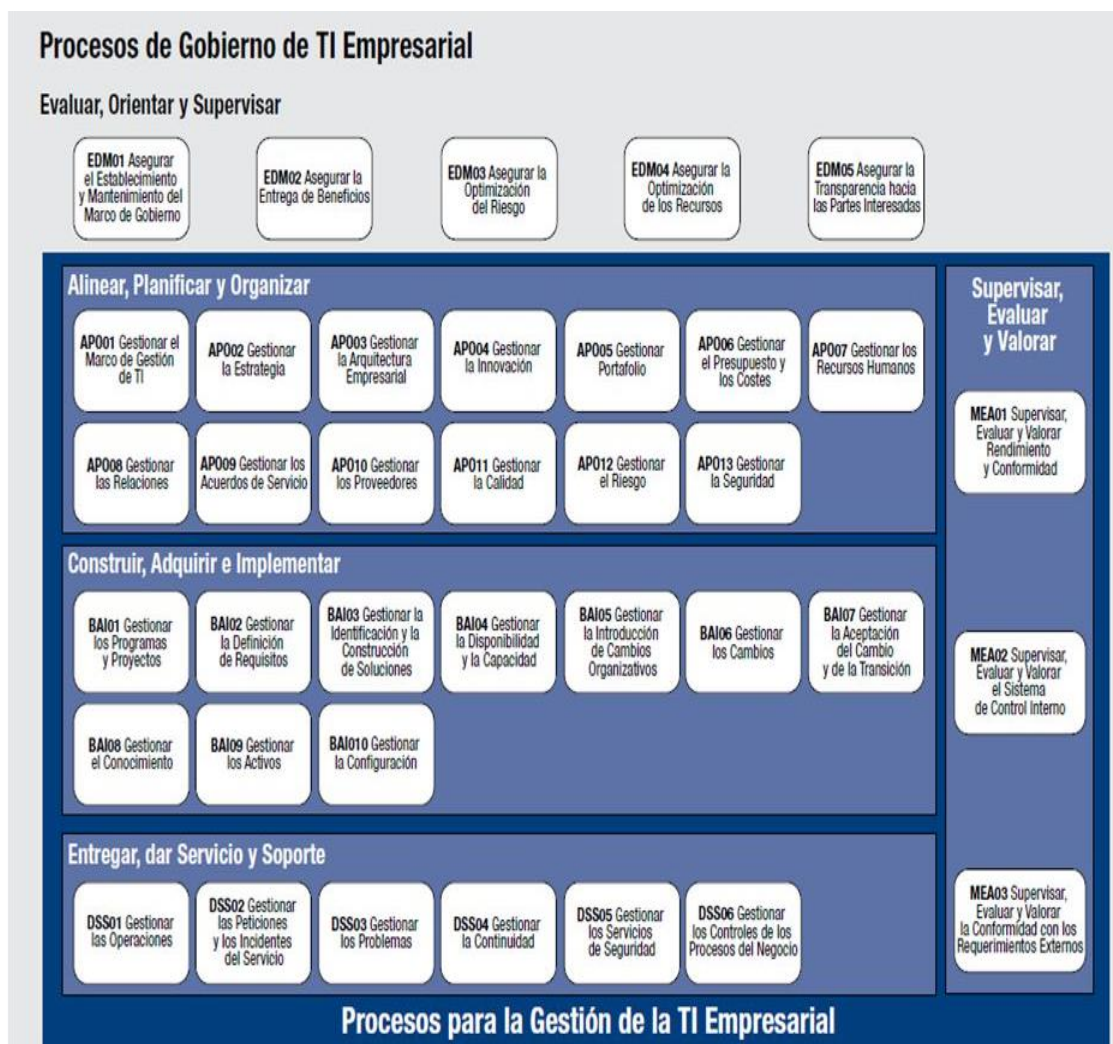 Procesos de Gobierno de TI Empresarial
Evaluar, Orientar y Supervisar
EDM01 Asegurar
el Establecimiento
y Mantenimiento del
Marco de Gobierno
EDM02 Asegurar la
Entrega de Beneficios
EDM03 Asegurar la
Optimización
del Riesgo
EDM04 Asegurar la
Optimización
de los Recursos
EDM05 Asegurar la
Transparencia hacia
las Partes Interesadas
Alinear, Planificar y Organizar
APO01 Gestionar el
Marco de Gestión
de TI
APO02 Gestionar
la Estrategia
APO03 Gestionar
la Arquitectura
Empresarial
APO04 Gestionar
la Innovación
APO05 Gestionar
Portafolio
APO06 Gestionar
el Presupuesto y
los Costes
APO07 Gestionar los
Recursos Humanos
APO08 Gestionar
las Relaciones
APO09 Gestionar los
Acuerdos de Servicio
APO10 Gestionar
los Proveedores
APO11 Gestionar
la Calidad
APO12 Gestionar
el Riesgo
APO13 Gestionar
la Seguridad
Construir, Adquirir e Implementar
BAI01 Gestionar
los Programas
y Proyectos
BAI02 Gestionar
la Definición
de Requisitos
BAI03 Gestionar la
Identificación y la
Construcción
de Soluciones
BAI04 Gestionar
la Disponibilidad
y la Capacidad
BAI05 Gestionar
la Introducción
de Cambios
Organizativos
BAI06 Gestionar
los Cambios
BAI07 Gestionar
la Aceptación
del Cambio
y de la Transición
BAI08 Gestionar
el Conocimiento
BAI09 Gestionar
los Activos
BAI010 Gestionar
la Configuración
Entregar, dar Servicio y Soporte
DSS01 Gestionar
las Operaciones
DSS02 Gestionar
las Peticiones
y los Incidentes
del Servicio
DSS03 Gestionar
los Problemas
DSS04 Gestionar
la Continuidad
DSS05 Gestionar
los Servicios
de Seguridad
DSS06 Gestionar
los Controles de los
Procesos del Negocio
Supervisar,
Evaluar
y Valorar
MEA01 Supervisar,
Evaluar y Valorar
Rendimiento
y Conformidad
MEA02 Supervisar,
Evaluar y Valorar
el Sistema
de Control Interno
MEA03 Supervisar,
Evaluar y Valorar
la Conformidad con los
Requerimientos Externos
Procesos para la Gestión de la TI Empresarial